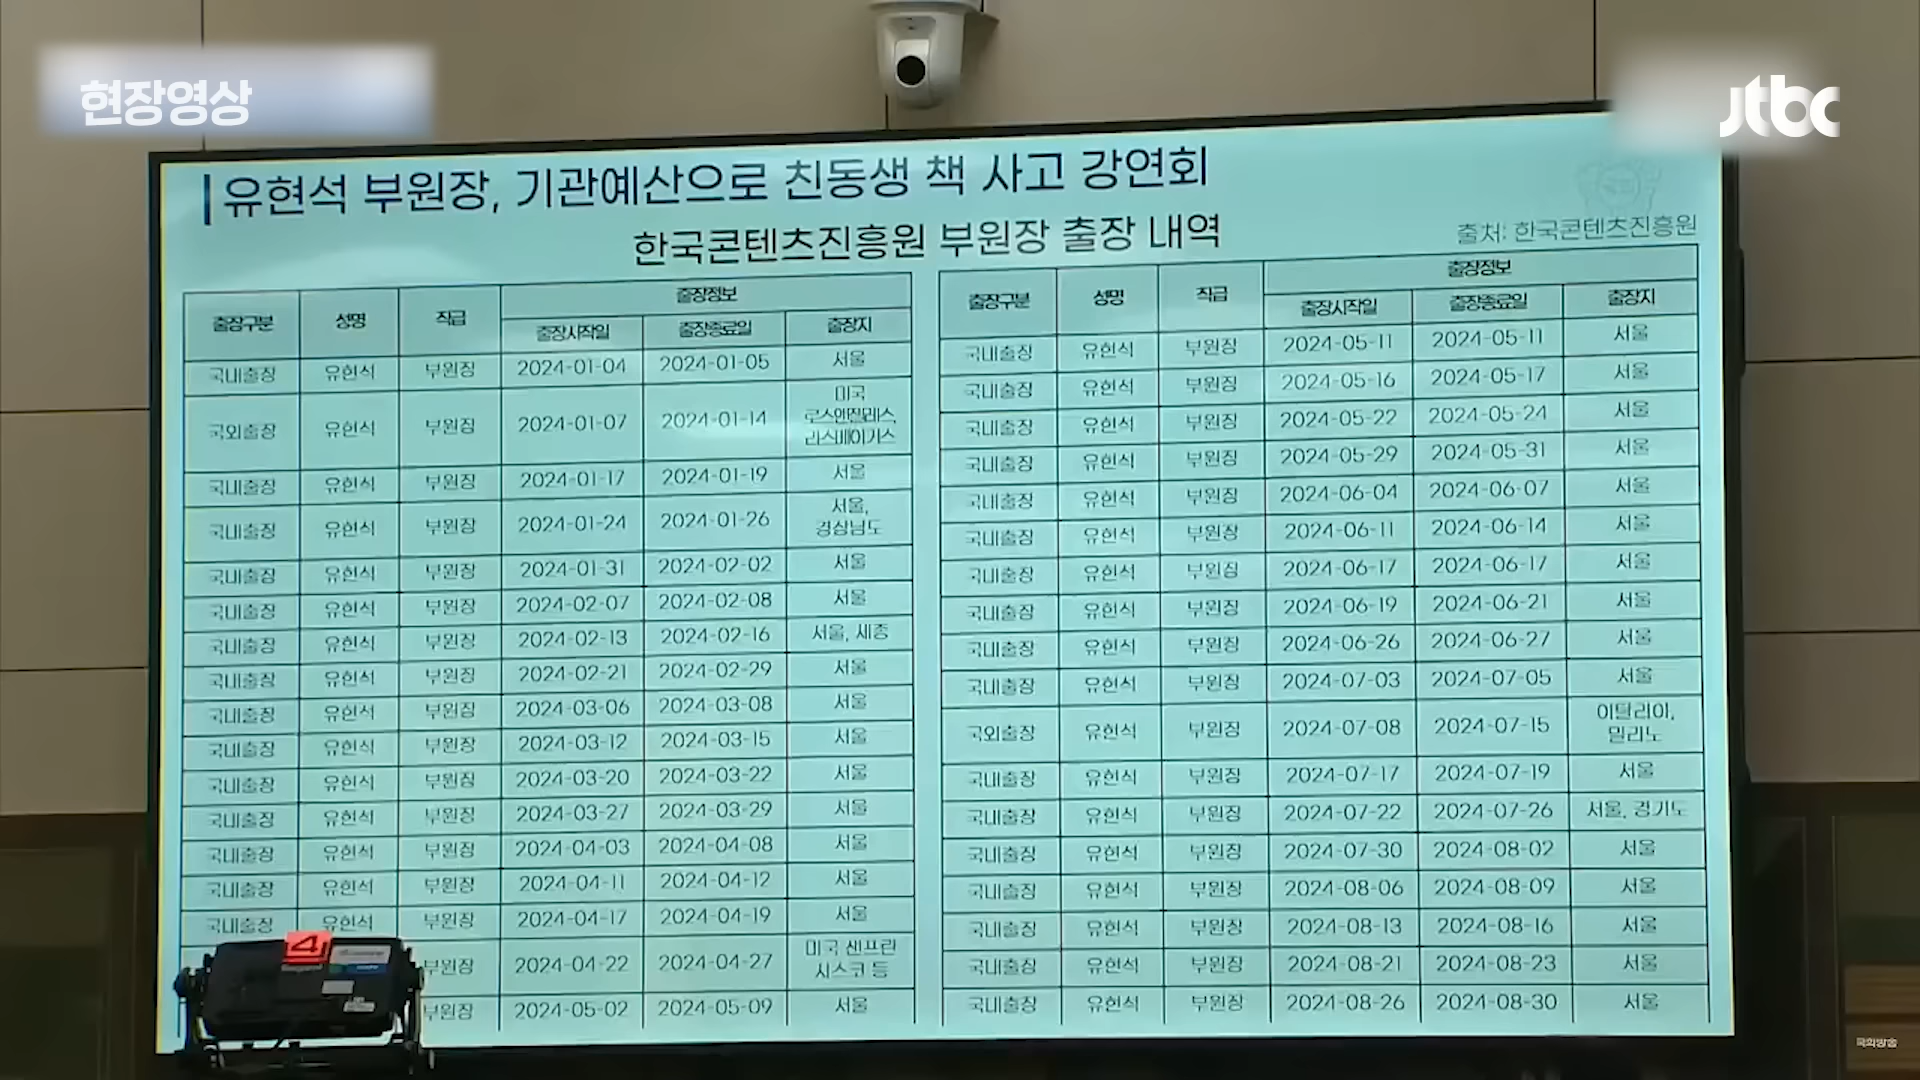 현장영상
jtbc
유현석 부원장, 기관예산으로 친동생 책 사고 강연회
한국콘텐츠진흥원 부원장 출장 내역
출처: 한국콘텐츠진흥원
출장구분 성명 직급 출장정보
출장시작일 출장종료일 출장지
국내출장 유현석 부원장 2024-01-04 2024-01-05 서울
국외출장 유현석 부원장 2024-01-07 2024-01-14 미국
로스앤젤레스,
라스베이거스
국내출장 유현석 부원장 2024-01-17 2024-01-19 서울
국내출장 유현석 부원장 2024-01-24 2024-01-26 서울,
경상남도
국내출장 유현석 부원장 2024-01-31 2024-02-02 서울
국내출장 유현석 부원장 2024-02-07 2024-02-08 서울
국내출장 유현석 부원장 2024-02-13 2024-02-16 서울, 세종
국내출장 유현석 부원장 2024-02-21 2024-02-29 서울
국내출장 유현석 부원장 2024-03-06 2024-03-08 서울
국내출장 유현석 부원장 2024-03-12 2024-03-15 서울
국내출장 유현석 부원장 2024-03-20 2024-03-22 서울
국내출장 유현석 부원장 2024-03-27 2024-03-29 서울
국내출장 유현석 부원장 2024-04-03 2024-04-08 서울
국내출장 유현석 부원장 2024-04-11 2024-04-12 서울
국내출장 유현석 부원장 2024-04-17 2024-04-19 서울
부원장 2024-04-22 2024-04-27 미국 샌프란
시스코 등
부원장 2024-05-02 2024-05-09 서울
출장구분 성명 직급 출장정보
출장시작일 출장종료일 출장지
국내출장 유현석 부원장 2024-05-11 2024-05-11 서울
국내출장 유현석 부원장 2024-05-16 2024-05-17 서울
국내출장 유현석 부원장 2024-05-22 2024-05-24 서울
국내출장 유현석 부원장 2024-05-29 2024-05-31 서울
국내출장 유현석 부원장 2024-06-04 2024-06-07 서울
국내출장 유현석 부원장 2024-06-11 2024-06-14 서울
국내출장 유현석 부원장 2024-06-17 2024-06-17 서울
국내출장 유현석 부원장 2024-06-19 2024-06-21 서울
국내출장 유현석 부원장 2024-06-26 2024-06-27 서울
국내출장 유현석 부원장 2024-07-03 2024-07-05 서울
국외출장 유현석 부원장 2024-07-08 2024-07-15 이탈리아,
밀라노
국내출장 유현석 부원장 2024-07-17 2024-07-19 서울
국내출장 유현석 부원장 2024-07-22 2024-07-26 서울, 경기도
국내출장 유현석 부원장 2024-07-30 2024-08-02 서울
국내출장 유현석 부원장 2024-08-06 2024-08-09 서울
국내출장 유현석 부원장 2024-08-13 2024-08-16 서울
국내출장 유현석 부원장 2024-08-21 2024-08-23 서울
국내출장 유현석 부원장 2024-08-26 2024-08-30 서울
4
국회방송